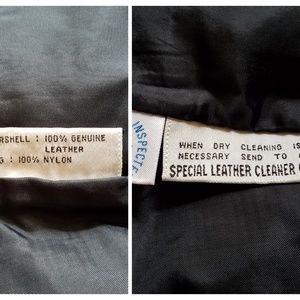 RSHELL : 100% GENUINE
LEATHER
G : 100% NYLON
INSPECTE
WHEN DRY CLEANING IS
NECESSARY SEND TO
SPECIAL LEATHER CLEANER